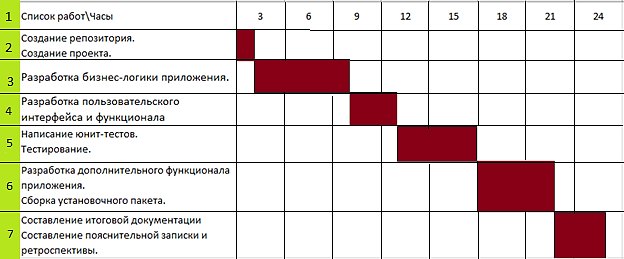 1 Список работ\Часы 3 6 9 12 15 18 21 24
2 Создание репозитория.
Создание проекта.
3 Разработка бизнес-логики приложения.
4 Разработка пользовательского
интерфейса и функционала
5 Написание юнит-тестов.
Тестирование.
6 Разработка дополнительного функционала
приложения.
Сборка установочного пакета.
7 Составление итоговой документации
Составление пояснительной записки и
ретроспективы.